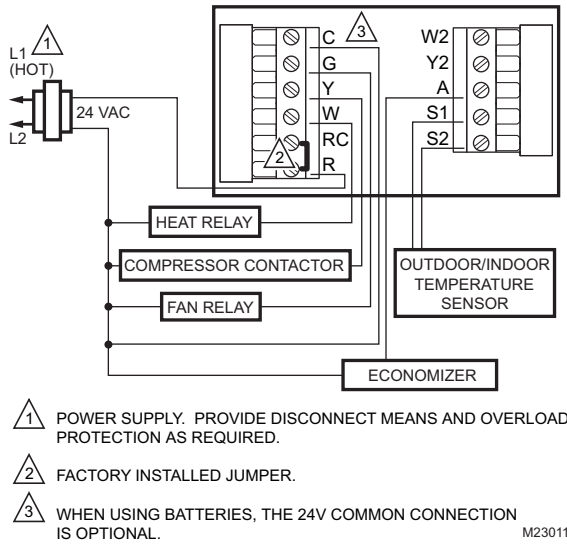 L1
(HOT)
1
L2
24 VAC
C
G
Y
W
RC
R
3
2
W2
Y2
A
S1
S2
HEAT RELAY
COMPRESSOR CONTACTOR
FAN RELAY
OUTDOOR/INDOOR
TEMPERATURE
SENSOR
ECONOMIZER
1 POWER SUPPLY. PROVIDE DISCONNECT MEANS AND OVERLOAD
PROTECTION AS REQUIRED.
2 FACTORY INSTALLED JUMPER.
3 WHEN USING BATTERIES, THE 24V COMMON CONNECTION
IS OPTIONAL.
M23011